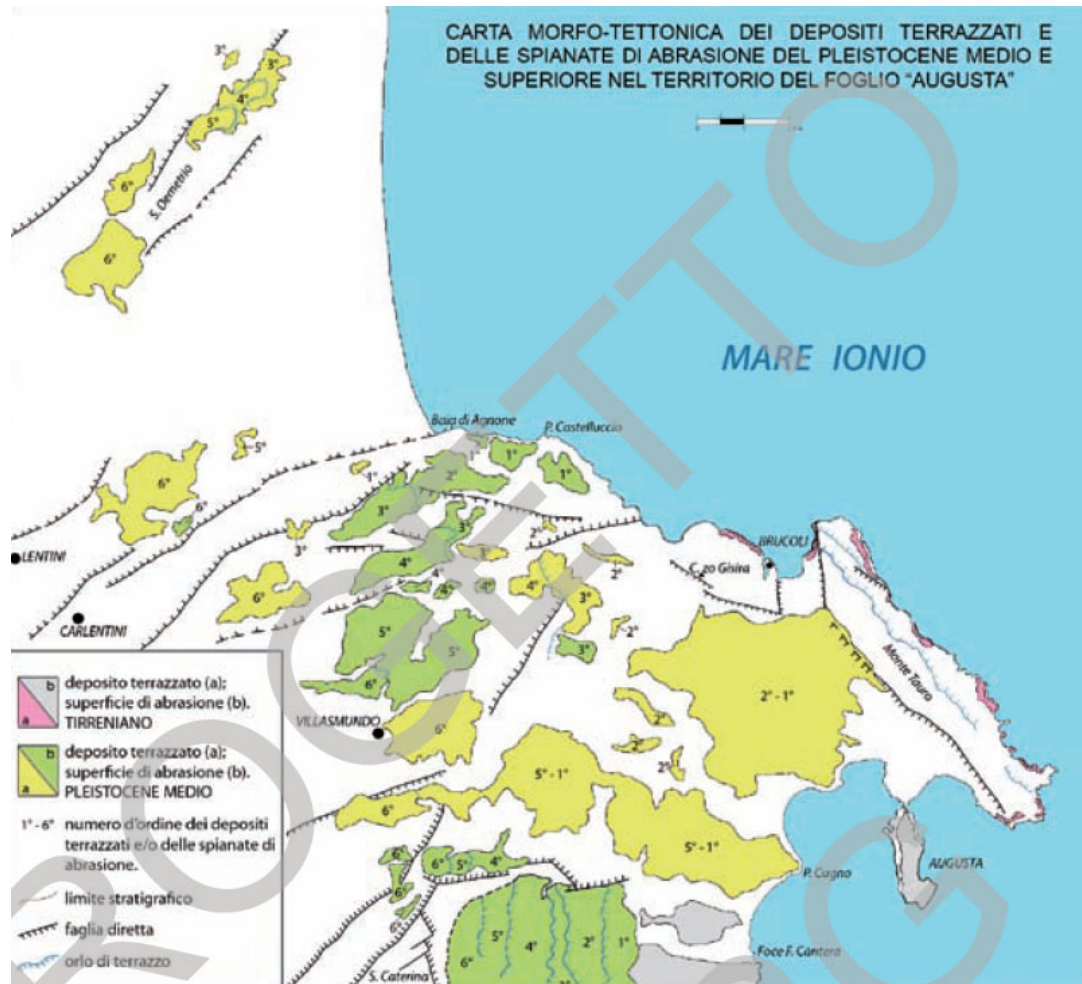 CARTA MORFO-TETTONICA DEI DEPOSITI TERRAZZATI E
DELLE SPIANATE DI ABRASIONE DEL PLEISTOCENE MEDIO E
SUPERIORE NEL TERRITORIO DEL FOGLIO "AUGUSTA"
3°
3°
4°
5°
6°
S. Demetrio
6°
MARE IONIO
Baia di Agnone
P. Castelluccio
5°
1°
1°
1°
1°
2°
6°
6°
3°
3°
2°
3°
3°
BRUCOLI
LENTINI
4°
2°
C.zo Gisira
4°
4°
4°
4°
6°
3°
CARLENTINI
5°
5°
2°
3°
Monte Tauro
6°
2° - 1°
2°
VILLASMUNDO
6°
2°
2°
5° - 1°
6°
5° - 1°
6°
6°
5°
4°
P. Cugno
AUGUSTA
6°
6°
5°
4°
2°
1°
6°
Foce F. Cantera
S. Caterina
b
a
deposito terrazzato (a);
superficie di abrasione (b).
TIRRENIANO
b
a
deposito terrazzato (a);
superficie di abrasione (b).
PLEISTOCENE MEDIO
1° - 6°
numero d'ordine dei depositi
terrazzati e/o delle spianate di
abrasione.
limite stratigrafico
faglia diretta
orlo di terrazzo
ROGETTO
RG